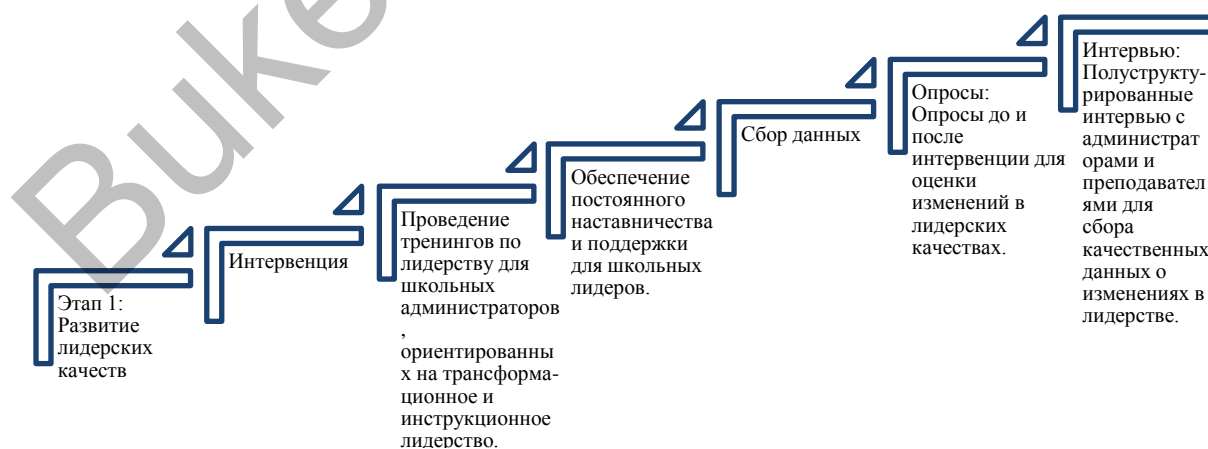 Buke
Этап 1:
Развитие
лидерских
качеств
Интервенция
Проведение
тренингов по
лидерству для
школьных
администраторов
,
ориентированны
х на трансформа-
ционное и
инструкционное
лидерство.
Обеспечение
постоянного
наставничества
и поддержки
для школьных
лидеров.
Сбор данных
Опросы:
Опросы до и
после
интервенции для
оценки
изменений в
лидерских
качествах.
Интервью:
Полуструкту-
рированные
интервью с
администрат
орами и
преподавател
ями для
сбора
качественных
данных о
изменениях в
лидерстве.